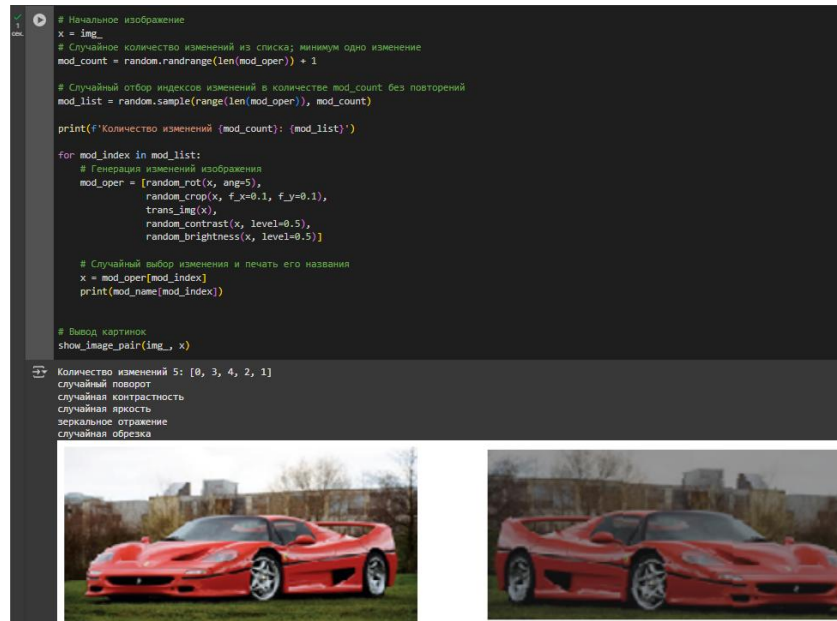 1
сек.
# Начальное изображение
x = img_
# Случайное количество изменений из списка; минимум одно изменение
mod_count = random.randrange(len(mod_oper)) + 1
# Случайный отбор индексов изменений в количестве mod_count без повторений
mod_list = random.sample(range(len(mod_oper)), mod_count)
print(f'Количество изменений {mod_count}: {mod_list}')
for mod_index in mod_list:
# Генерация изменений изображения
mod_oper = [random_rot(x, ang=5),
random_crop(x, f_x=0.1, f_y=0.1),
trans_img(x),
random_contrast(x, level=0.5),
random_brightness(x, level=0.5)]
# Случайный выбор изменения и печать его названия
x = mod_oper[mod_index]
print(mod_name[mod_index])
# Вывод картинок
show_image_pair(img_, x)
Количество изменений 5: [0, 3, 4, 2, 1]
случайный поворот
случайная контрастность
случайная яркость
зеркальное отражение
случайная обрезка